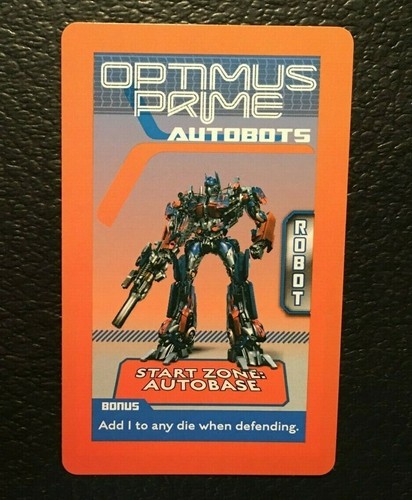 OPTIMUS
PRIME
AUTOBOTS
ROBOT
START ZONE:
AUTOBASE
BONUS
Add 1 to any die when defending.